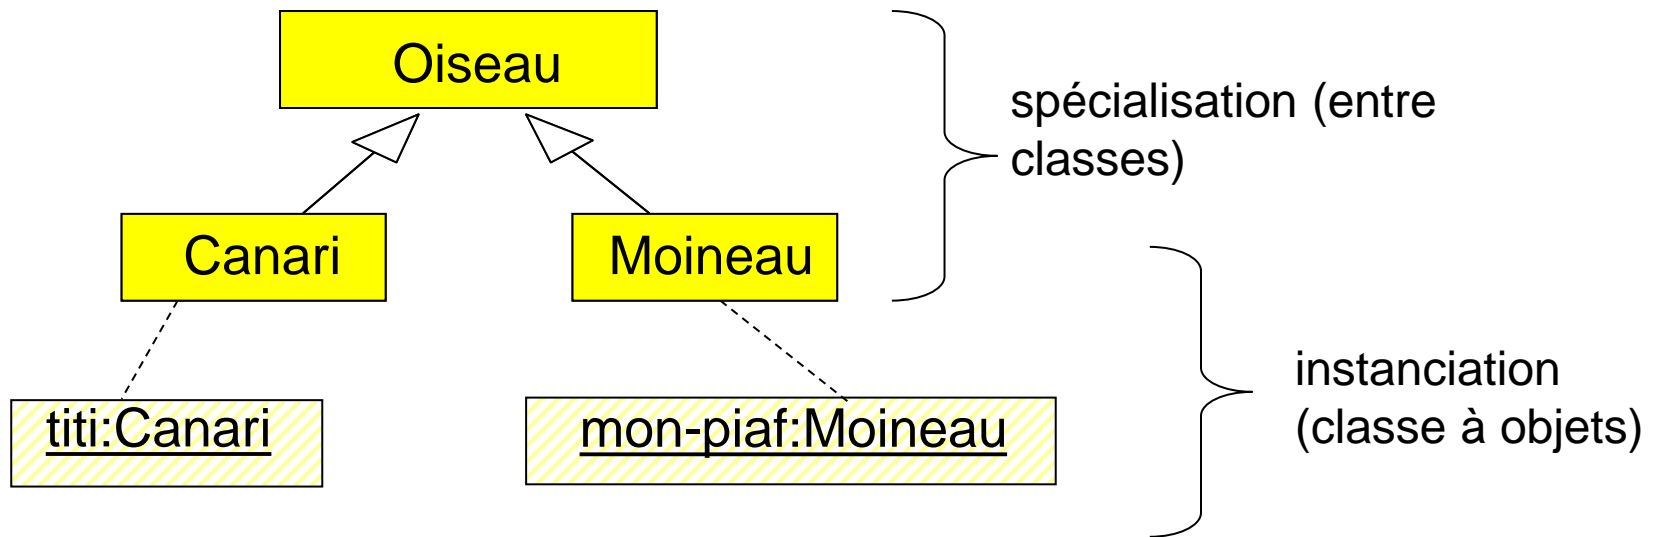 Oiseau
spécialisation (entre
classes)
Canari
Moineau
instanciation
(classe à objets)
titi:Canari
mon-piaf:Moineau